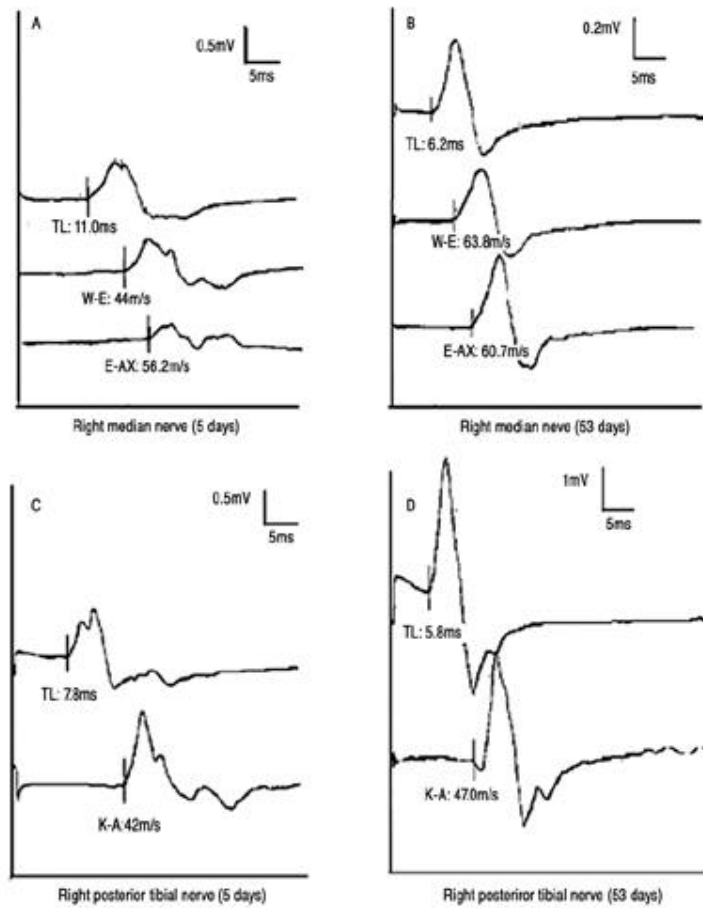 A
0.5mV
5ms
TL: 11.0ms
W-E: 44m/s
E-AX: 56.2m/s
Right median nerve (5 days)
B
0.2mV
5ms
TL: 6.2ms
W-E: 63.8m/s
E-AX: 60.7m/s
Right median neve (53 days)
C
0.5mV
5ms
TL: 7.8ms
K-A:42m/s
Right posterior tibial nerve (5 days)
D
1mV
5ms
TL: 5.8ms
K-A: 47.0m/s
Right posteriror tibial nerve (53 days)